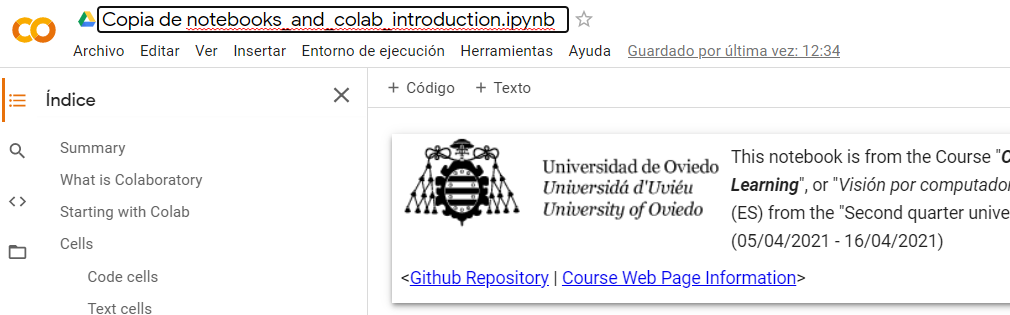 Copia de notebooks_and_colab_introduction.ipynb
Archivo Editar Ver Insertar Entorno de ejecución Herramientas Ayuda Guardado por última vez: 12:34
Índice
+ Código + Texto
Summary
What is Colaboratory
Starting with Colab
Cells
Code cells
Text cells
Universidad de Oviedo
Universidá d'Uviéu
University of Oviedo
This notebook is from the Course "C
Learning", or "Visión por computador
(ES) from the "Second quarter unive
(05/04/2021 - 16/04/2021)
<Github Repository | Course Web Page Information>